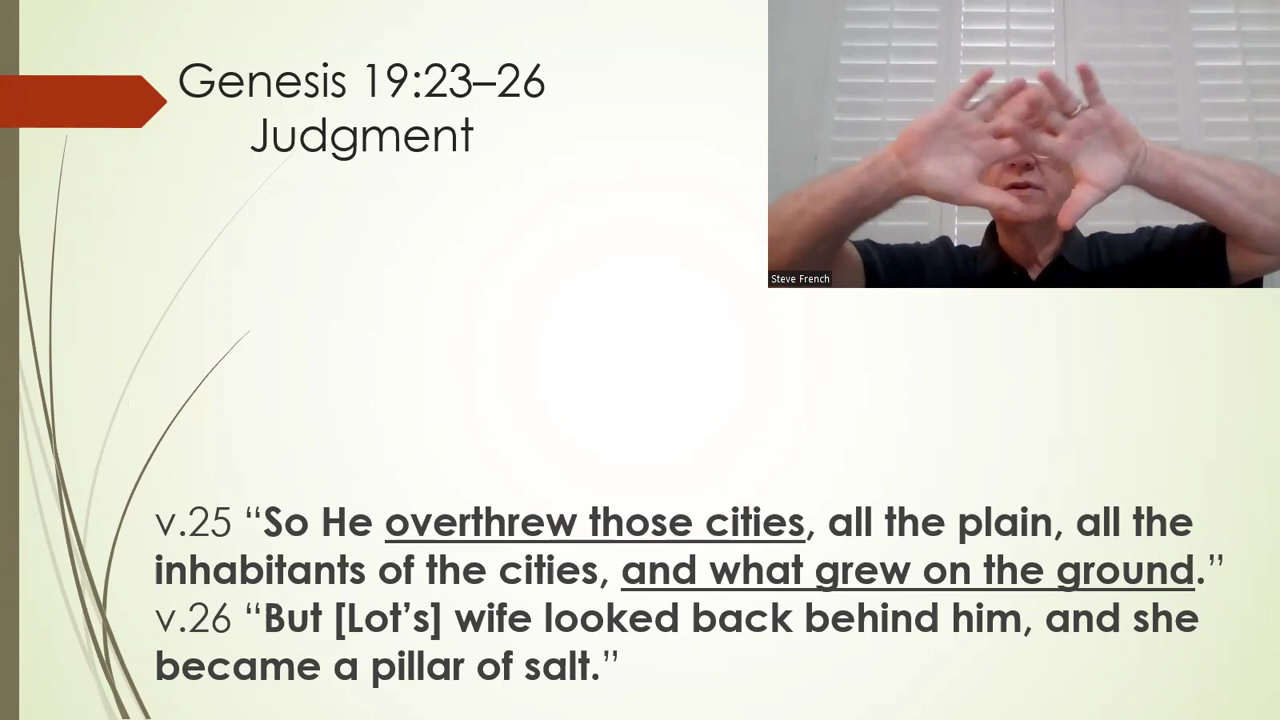 Genesis 19:23–26
Judgment
Steve French
v.25 “So He overthrew those cities, all the plain, all the
inhabitants of the cities, and what grew on the ground.”
v.26 “But [Lot’s] wife looked back behind him, and she
became a pillar of salt.”